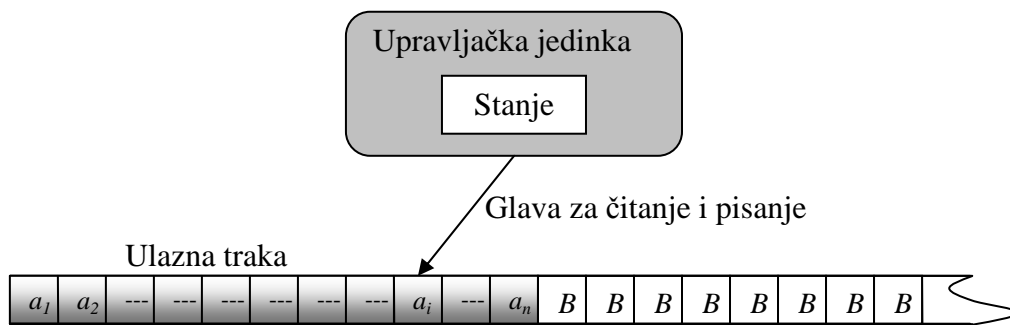 Upravljačka jedinka
Stanje
Glava za čitanje i pisanje
Ulazna traka
a1 a2 --- --- --- --- --- --- ai --- an B B B B B B B B